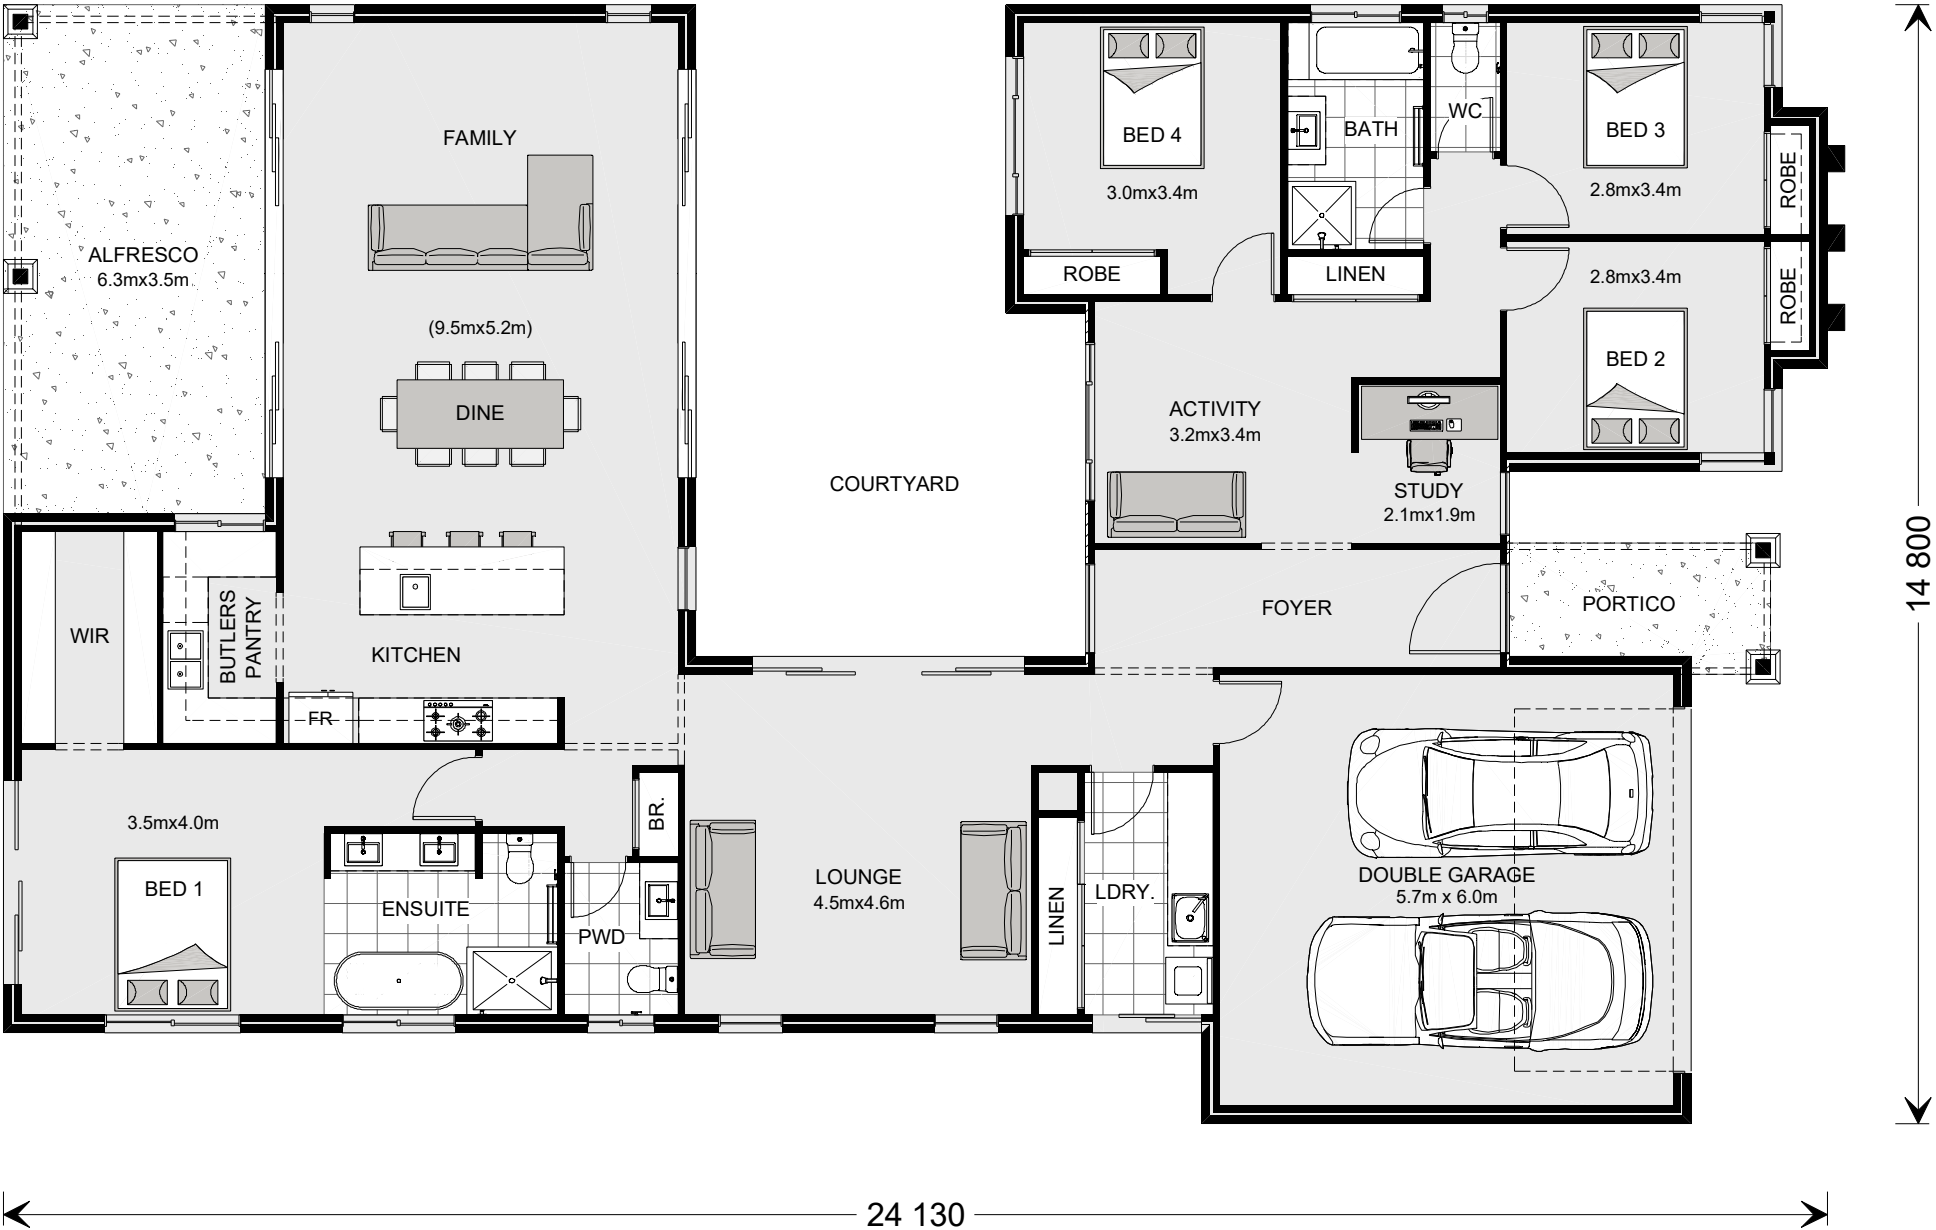 FAMILY
BED 4
3.0mx3.4m
BATH
WC
BED 3
2.8mx3.4m
ROBE
ALFRESCO
6.3mx3.5m
(9.5mx5.2m)
DINE
ROBE
LINEN
2.8mx3.4m
BED 2
ROBE
COURTYARD
ACTIVITY
3.2mx3.4m
STUDY
2.1mx1.9m
WIR
BUTLERS
PANTRY
KITCHEN
FR
FOYER
PORTICO
14 800
3.5mx4.0m
BED 1
ENSUITE
BR.
PWD
LOUNGE
4.5mx4.6m
LINEN
LDRY.
DOUBLE GARAGE
5.7m x 6.0m
24 130